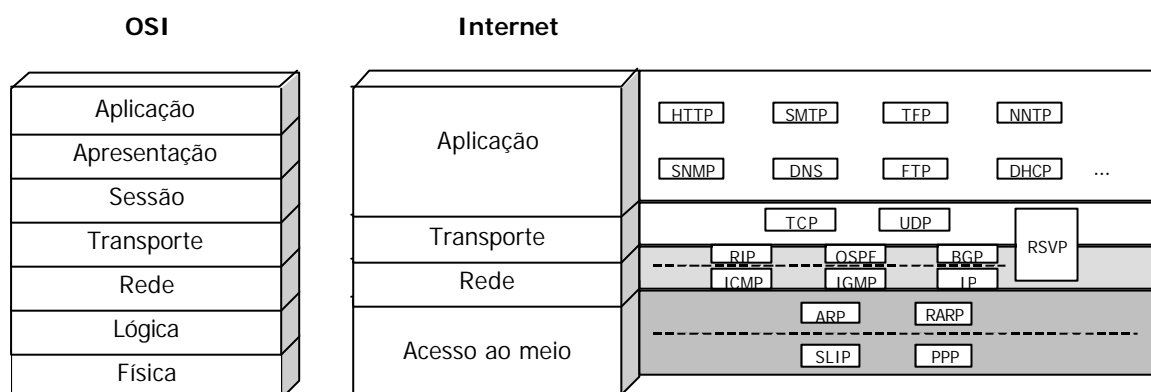 OSI
Internet
Aplicação
Apresentação
Sessão
Transporte
Rede
Lógica
Física
Aplicação
Transporte
Rede
Acesso ao meio
HTTP SMTP TFP NNTP
SNMP DNS FTP DHCP ...
TCP UDP
RSVP
RIP OSPF BGP
ICMP IGMP IP
ARP RARP
SLIP PPP